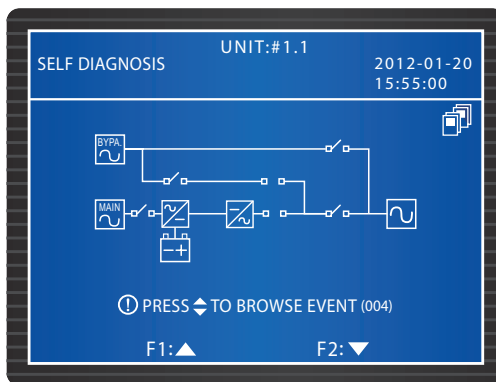 UNIT:#1.1
SELF DIAGNOSIS
2012-01-20
15:55:00
BYPA.
MAIN
! PRESS TO BROWSE EVENT (004)
F1: F2: